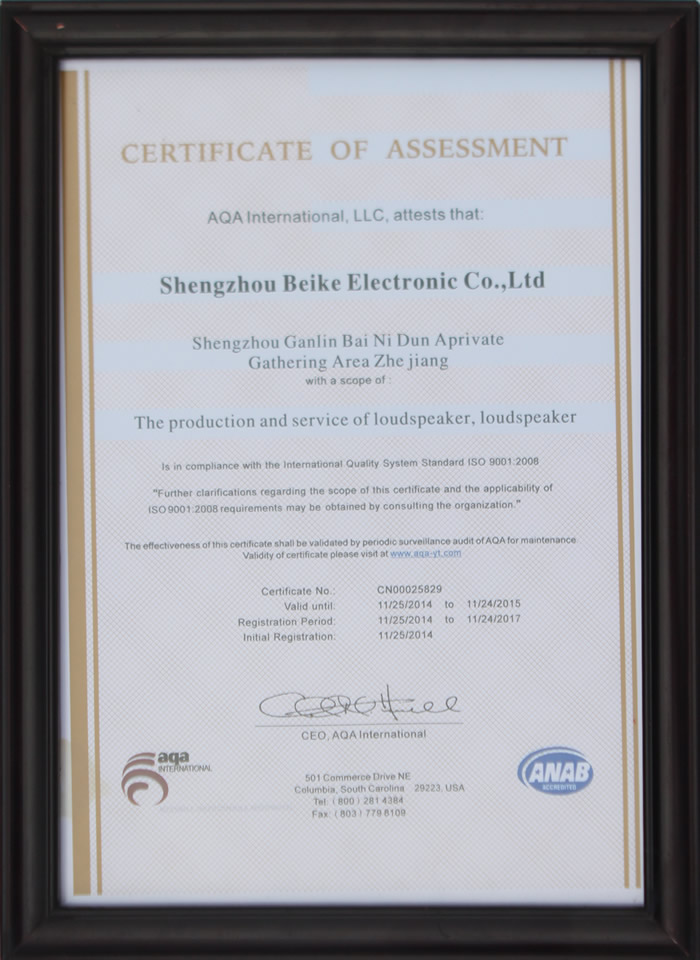 CERTIFICATE OF ASSESSMENT
AQA International, LLC, attests that:
Shengzhou Beike Electronic Co.,Ltd
Shengzhou Ganlin Bai Ni Dun Aprivate
Gathering Area Zhe jiang
with a scope of :
The production and service of loudspeaker, loudspeaker
Is in compliance with the International Quality System Standard ISO 9001:2008
"Further clarifications regarding the scope of this certificate and the applicability of
ISO 9001:2008 requirements may be obtained by consulting the organization."
The effectiveness of this certificate shall be validated by periodic surveillance audit of AQA for maintenance.
Validity of certificate please visit at www.aqa-yt.com
Certificate No.: CN00025829
Valid until: 11/25/2014 to 11/24/2015
Registration Period: 11/25/2014 to 11/24/2017
Initial Registration: 11/25/2014
CEO, AQA International
aqa
INTERNATIONAL
501 Commerce Drive NE
Columbia, South Carolina 29223, USA
Tel: (800) 281 4384
Fax: (803) 779 8109
ANAB
ACCREDITED